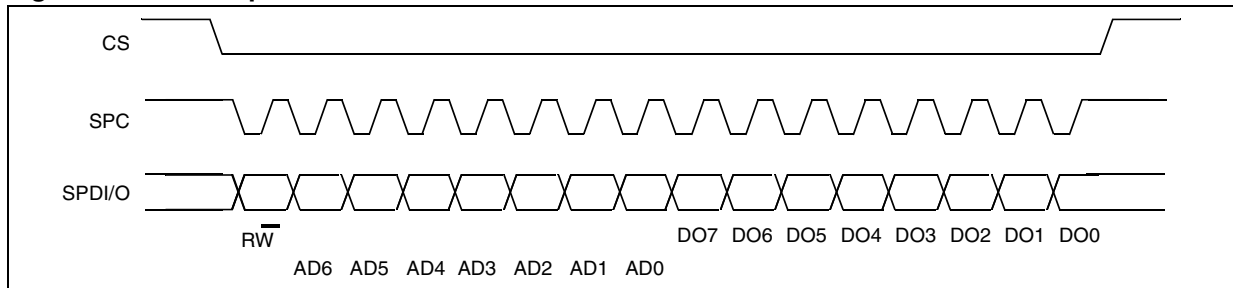 CS
SPC
SPDI/O
RW
DO7 DO6 DO5 DO4 DO3 DO2 DO1 DO0
AD6 AD5 AD4 AD3 AD2 AD1 AD0